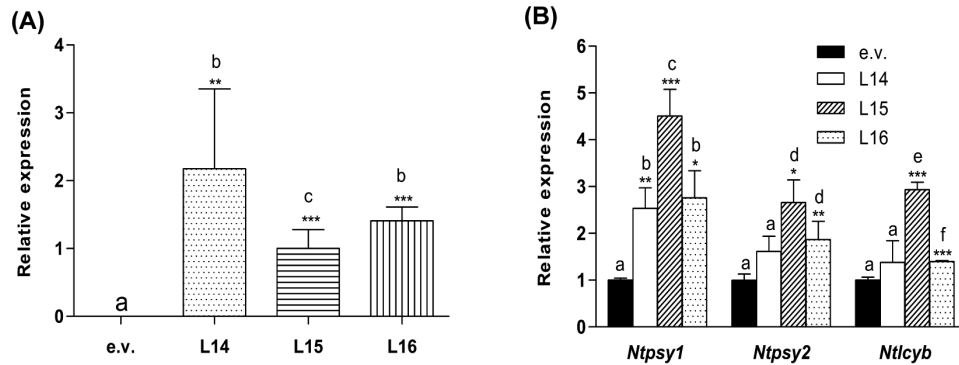 (A)
Relative expression
4
3
2
1
0
b
**
c
***
b
***
a
e.v.
L14
L15
L16
(B)
Relative expression
6
5
4
3
2
1
0
e.v.
L14
L15
L16
a
b
**
c
***
b
*
a
a
d
*
d
**
a
a
e
***
f
***
Ntpsy1
Ntpsy2
Ntlcyb